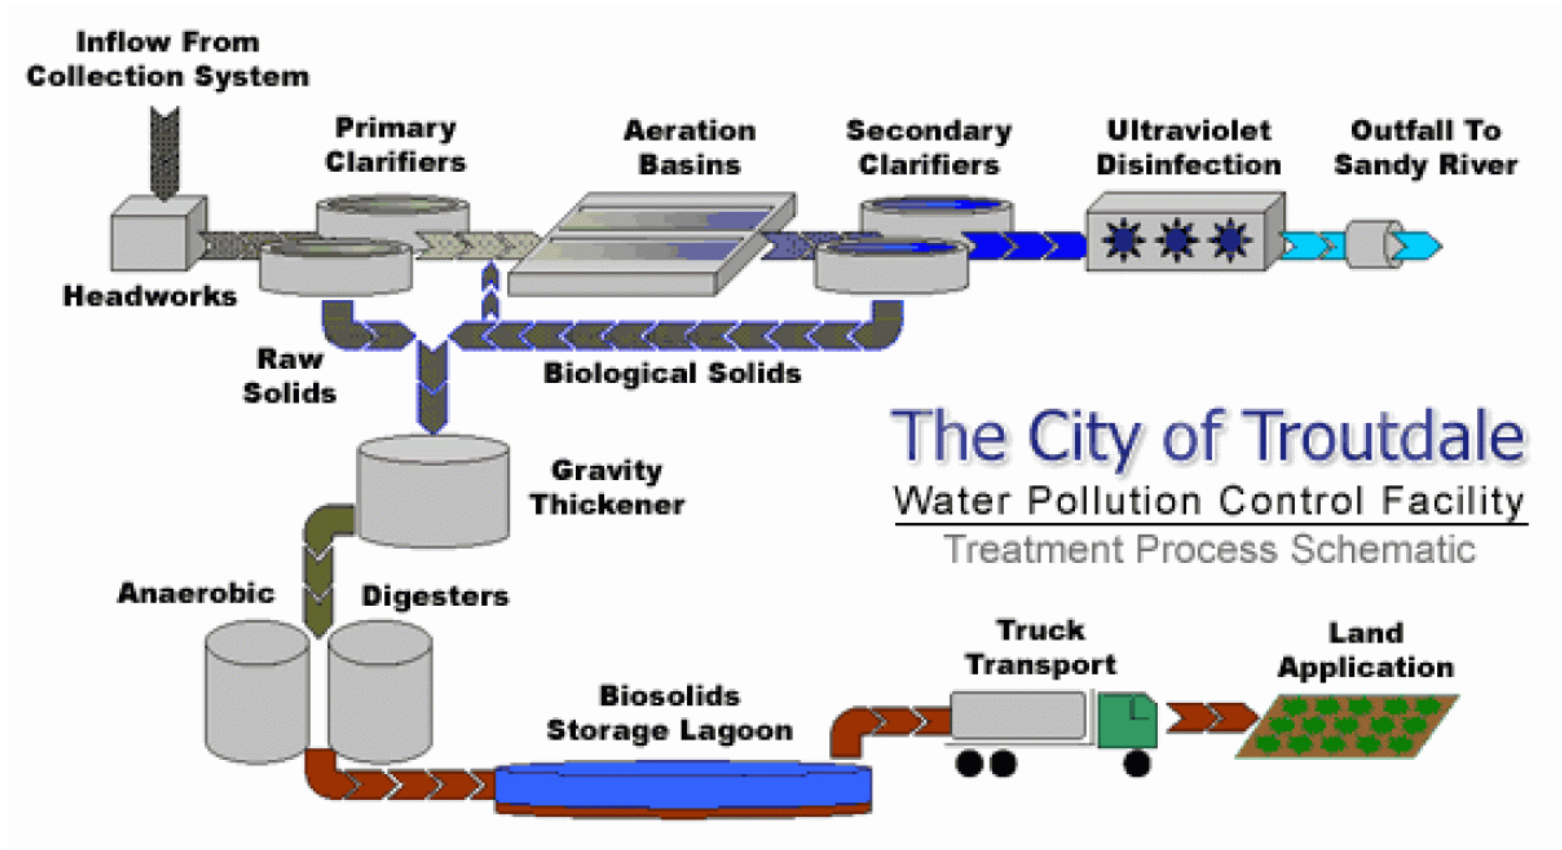 Inflow From
Collection System
Primary
Clarifiers
Aeration
Basins
Secondary
Clarifiers
Ultraviolet
Disinfection
Outfall To
Sandy River
Headworks
Raw
Solids
Biological Solids
The City of Troutdale
Water Pollution Control Facility
Treatment Process Schematic
Gravity
Thickener
Anaerobic
Digesters
Biosolids
Storage Lagoon
Truck
Transport
Land
Application